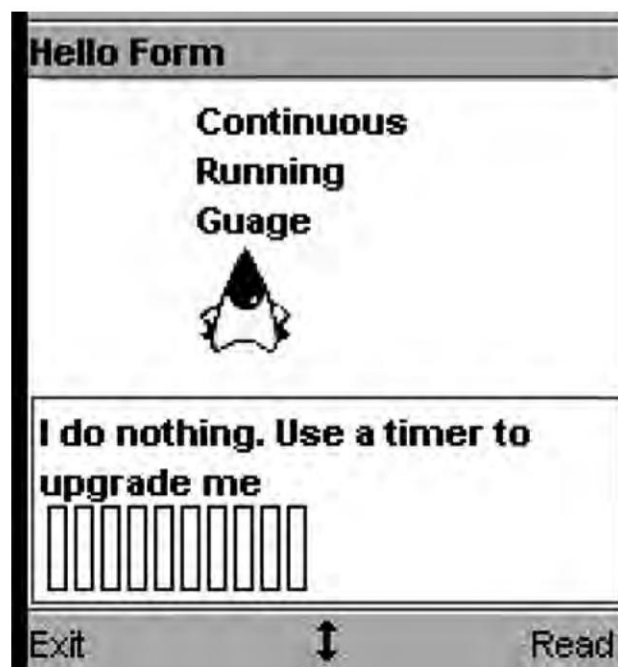 Hello Form
Continuous
Running
Guage
I do nothing. Use a timer to
upgrade me
Exit
Read